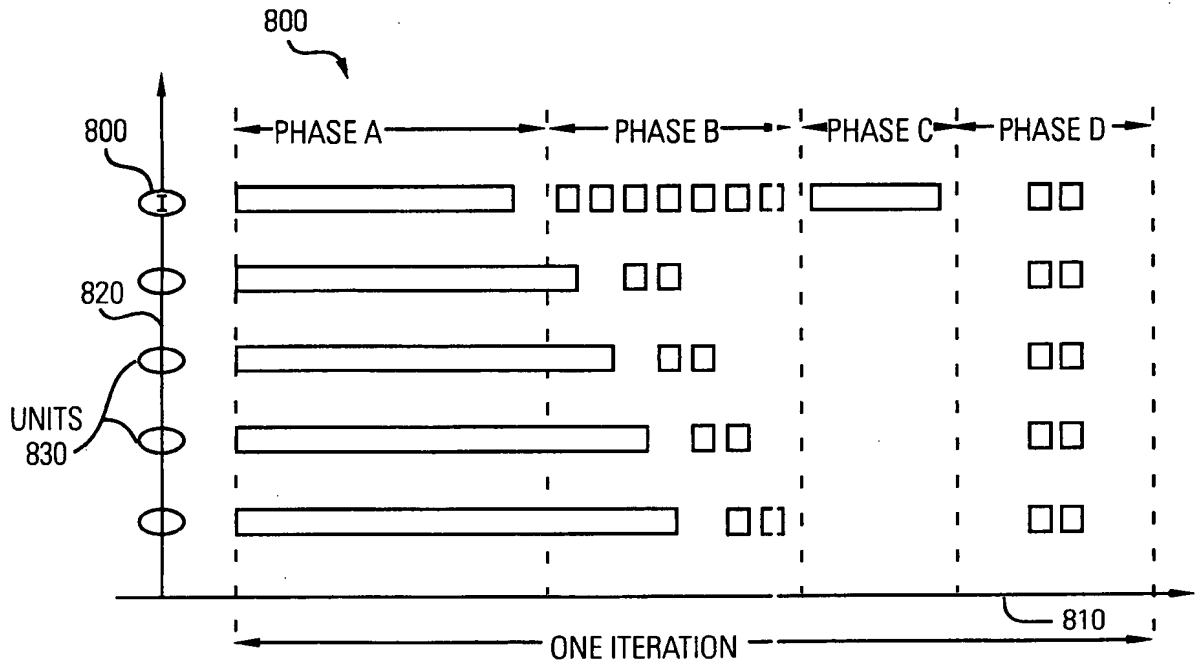 800
800
PHASE A
PHASE B
PHASE C
PHASE D
I
820
UNITS
830
810
ONE ITERATION